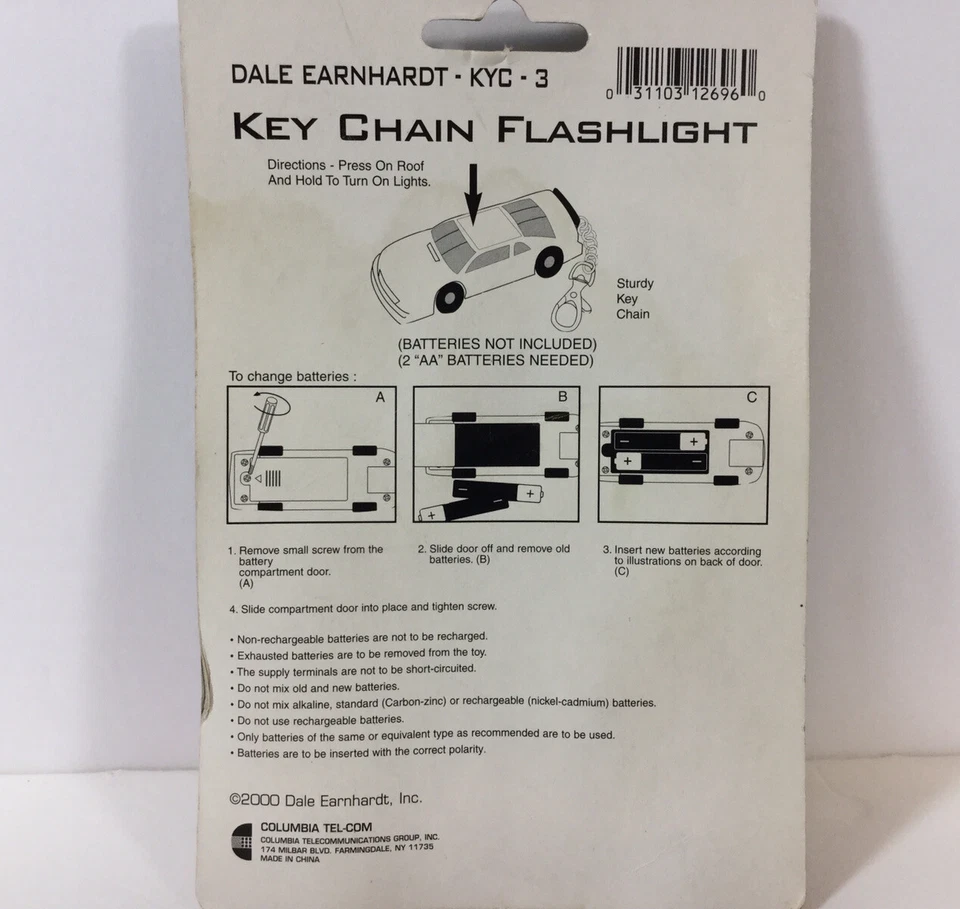 DALE EARNHARDT - KYC - 3
0 31103 12696 0
KEY CHAIN FLASHLIGHT
Directions - Press On Roof
And Hold To Turn On Lights.
Sturdy
Key
Chain
(BATTERIES NOT INCLUDED)
(2 “AA” BATTERIES NEEDED)
To change batteries :
A
B
C
1. Remove small screw from the
battery
compartment door.
(A)
2. Slide door off and remove old
batteries. (B)
3. Insert new batteries according
to illustrations on back of door.
(C)
4. Slide compartment door into place and tighten screw.
• Non-rechargeable batteries are not to be recharged.
• Exhausted batteries are to be removed from the toy.
• The supply terminals are not to be short-circuited.
• Do not mix old and new batteries.
• Do not mix alkaline, standard (Carbon-zinc) or rechargeable (nickel-cadmium) batteries.
• Do not use rechargeable batteries.
• Only batteries of the same or equivalent type as recommended are to be used.
• Batteries are to be inserted with the correct polarity.
©2000 Dale Earnhardt, Inc.
COLUMBIA TEL-COM
COLUMBIA TELECOMMUNICATIONS GROUP, INC.
174 MILBAR BLVD. FARMINGDALE, NY 11735
MADE IN CHINA